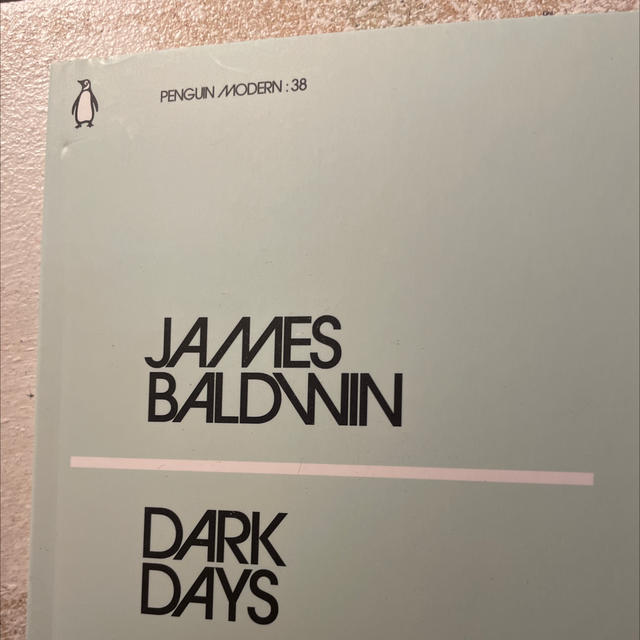 PENGUIN MODERN : 38
JAMES
BALDWIN
DARK
DAYS